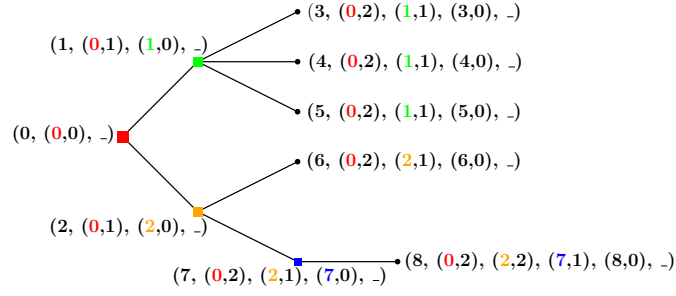 (3, (0,2), (1,1), (3,0), _)
(1, (0,1), (1,0), _)
(4, (0,2), (1,1), (4,0), _)
(5, (0,2), (1,1), (5,0), _)
(0, (0,0), _)
(6, (0,2), (2,1), (6,0), _)
(2, (0,1), (2,0), _)
(8, (0,2), (2,2), (7,1), (8,0), _)
(7, (0,2), (2,1), (7,0), _)